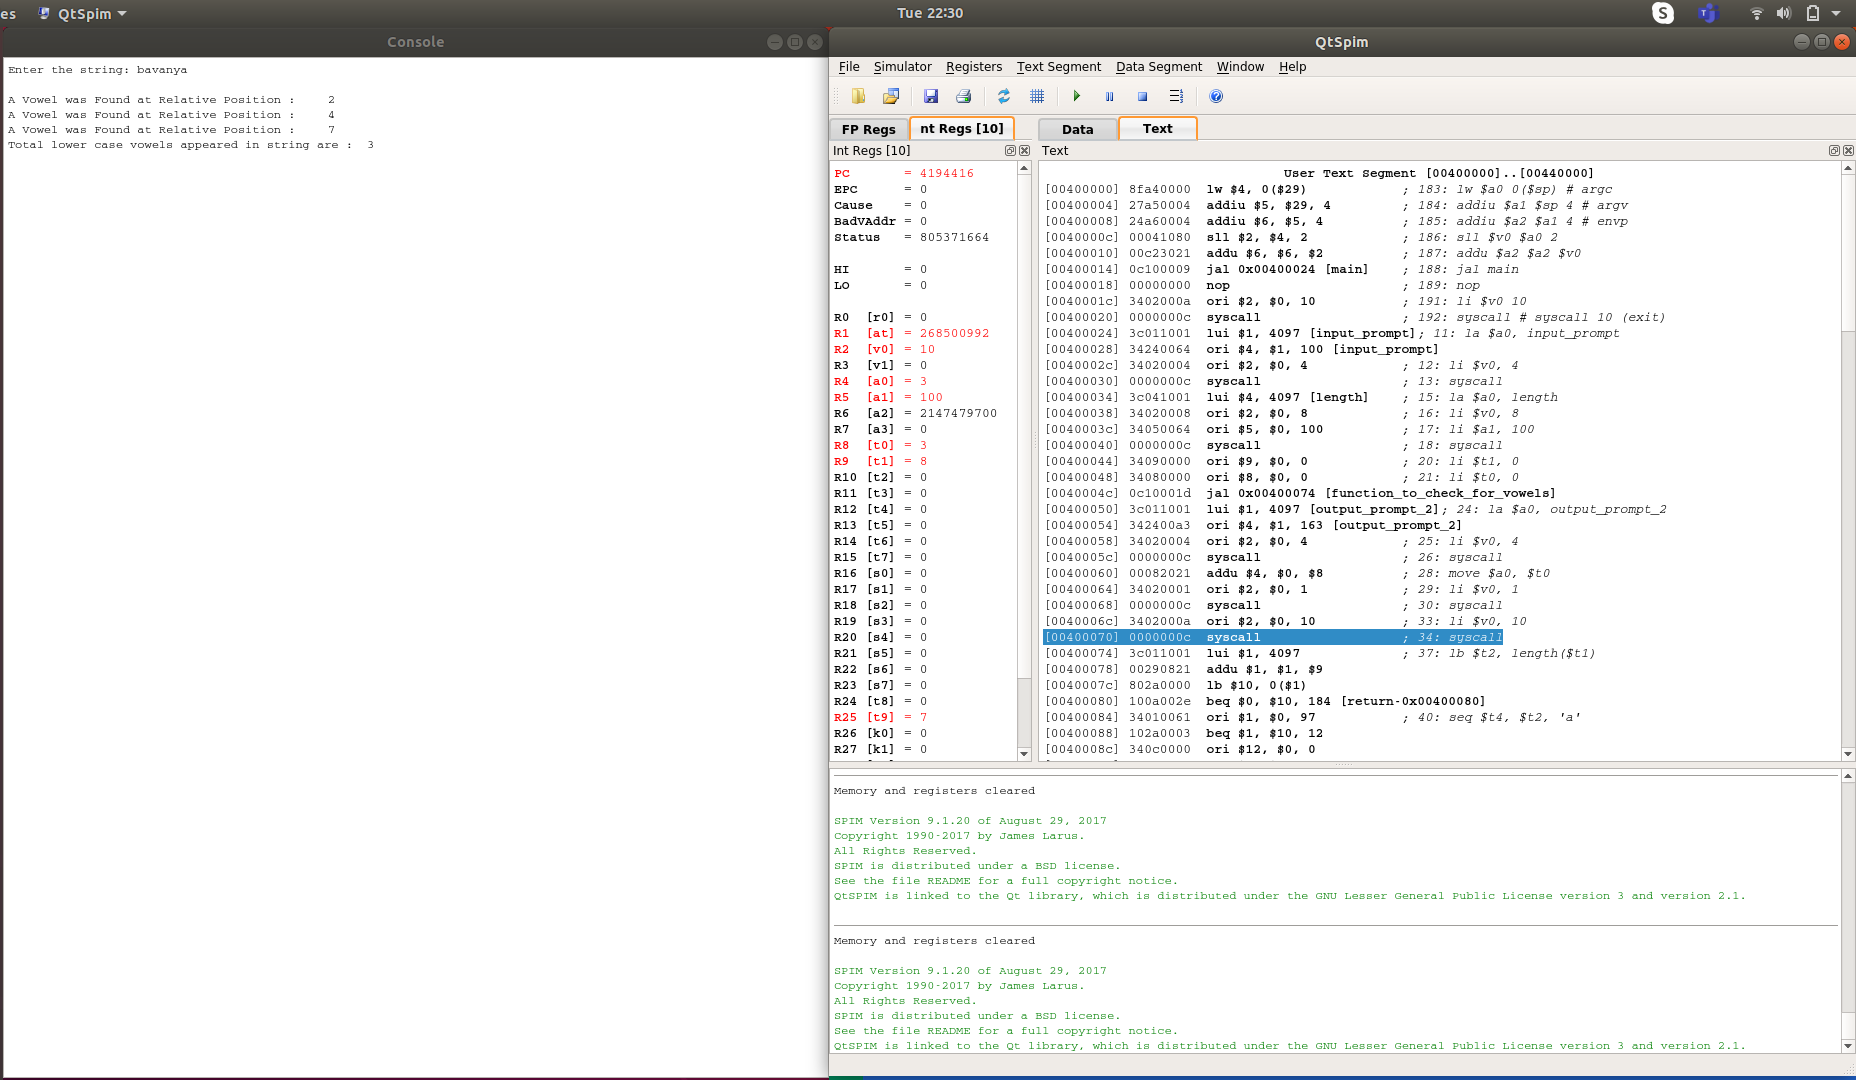 es QtSpim Tue 22:30
Console
Enter the string: bavanya
A Vowel was Found at Relative Position : 2
A Vowel was Found at Relative Position : 4
A Vowel was Found at Relative Position : 7
Total lower case vowels appeared in string are : 3
QtSpim
File Simulator Registers Text Segment Data Segment Window Help
FP Regs nt Regs [10] Data Text
Int Regs [10]
PC = 4194416
EPC = 0
Cause = 0
BadVAddr = 0
Status = 805371664
HI = 0
LO = 0
R0 [r0] = 0
R1 [at] = 268500992
R2 [v0] = 10
R3 [v1] = 0
R4 [a0] = 3
R5 [a1] = 100
R6 [a2] = 2147479700
R7 [a3] = 0
R8 [t0] = 3
R9 [t1] = 8
R10 [t2] = 0
R11 [t3] = 0
R12 [t4] = 0
R13 [t5] = 0
R14 [t6] = 0
R15 [t7] = 0
R16 [s0] = 0
R17 [s1] = 0
R18 [s2] = 0
R19 [s3] = 0
R20 [s4] = 0
R21 [s5] = 0
R22 [s6] = 0
R23 [s7] = 0
R24 [t8] = 0
R25 [t9] = 7
R26 [k0] = 0
R27 [k1] = 0
Text
User Text Segment [00400000]..[00440000]
[00400000] 8fa40000 lw $4, 0($29) ; 183: lw $a0 0($sp) # argc
[00400004] 27a50004 addiu $5, $29, 4 ; 184: addiu $a1 $sp 4 # argv
[00400008] 24a60004 addiu $6, $5, 4 ; 185: addiu $a2 $a1 4 # envp
[0040000c] 00041080 sll $2, $4, 2 ; 186: sll $v0 $a0 2
[00400010] 00c23021 addu $6, $6, $2 ; 187: addu $a2 $a2 $v0
[00400014] 0c100009 jal 0x00400024 [main] ; 188: jal main
[00400018] 00000000 nop ; 189: nop
[0040001c] 3402000a ori $2, $0, 10 ; 191: li $v0 10
[00400020] 0000000c syscall ; 192: syscall # syscall 10 (exit)
[00400024] 3c011001 lui $1, 4097 [input_prompt]; 11: la $a0, input_prompt
[00400028] 34240064 ori $4, $1, 100 [input_prompt]
[0040002c] 34020004 ori $2, $0, 4 ; 12: li $v0, 4
[00400030] 0000000c syscall ; 13: syscall
[00400034] 3c041001 lui $4, 4097 [length] ; 15: la $a0, length
[00400038] 34020008 ori $2, $0, 8 ; 16: li $v0, 8
[0040003c] 34050064 ori $5, $0, 100 ; 17: li $a1, 100
[00400040] 0000000c syscall ; 18: syscall
[00400044] 34090000 ori $9, $0, 0 ; 20: li $t1, 0
[00400048] 34080000 ori $8, $0, 0 ; 21: li $t0, 0
[0040004c] 0c10001d jal 0x00400074 [function_to_check_for_vowels]
[00400050] 3c011001 lui $1, 4097 [output_prompt_2]; 24: la $a0, output_prompt_2
[00400054] 342400a3 ori $4, $1, 163 [output_prompt_2]
[00400058] 34020004 ori $2, $0, 4 ; 25: li $v0, 4
[0040005c] 0000000c syscall ; 26: syscall
[00400060] 00082021 addu $4, $0, $8 ; 28: move $a0, $t0
[00400064] 34020001 ori $2, $0, 1 ; 29: li $v0, 1
[00400068] 0000000c syscall ; 30: syscall
[0040006c] 3402000a ori $2, $0, 10 ; 33: li $v0, 10
[00400070] 0000000c syscall ; 34: syscall
[00400074] 3c011001 lui $1, 4097 ; 37: lb $t2, length($t1)
[00400078] 00290821 addu $1, $1, $9
[0040007c] 802a0000 lb $10, 0($1)
[00400080] 100a002e beq $0, $10, 184 [return-0x00400080]
[00400084] 34010061 ori $1, $0, 97 ; 40: seq $t4, $t2, 'a'
[00400088] 102a0003 beq $1, $10, 12
[0040008c] 340c0000 ori $12, $0, 0
Memory and registers cleared
SPIM Version 9.1.20 of August 29, 2017
Copyright 1990-2017 by James Larus.
All Rights Reserved.
SPIM is distributed under a BSD license.
See the file README for a full copyright notice.
QtSPIM is linked to the Qt library, which is distributed under the GNU Lesser General Public License version 3 and version 2.1.
Memory and registers cleared
SPIM Version 9.1.20 of August 29, 2017
Copyright 1990-2017 by James Larus.
All Rights Reserved.
SPIM is distributed under a BSD license.
See the file README for a full copyright notice.
QtSPIM is linked to the Qt library, which is distributed under the GNU Lesser General Public License version 3 and version 2.1.